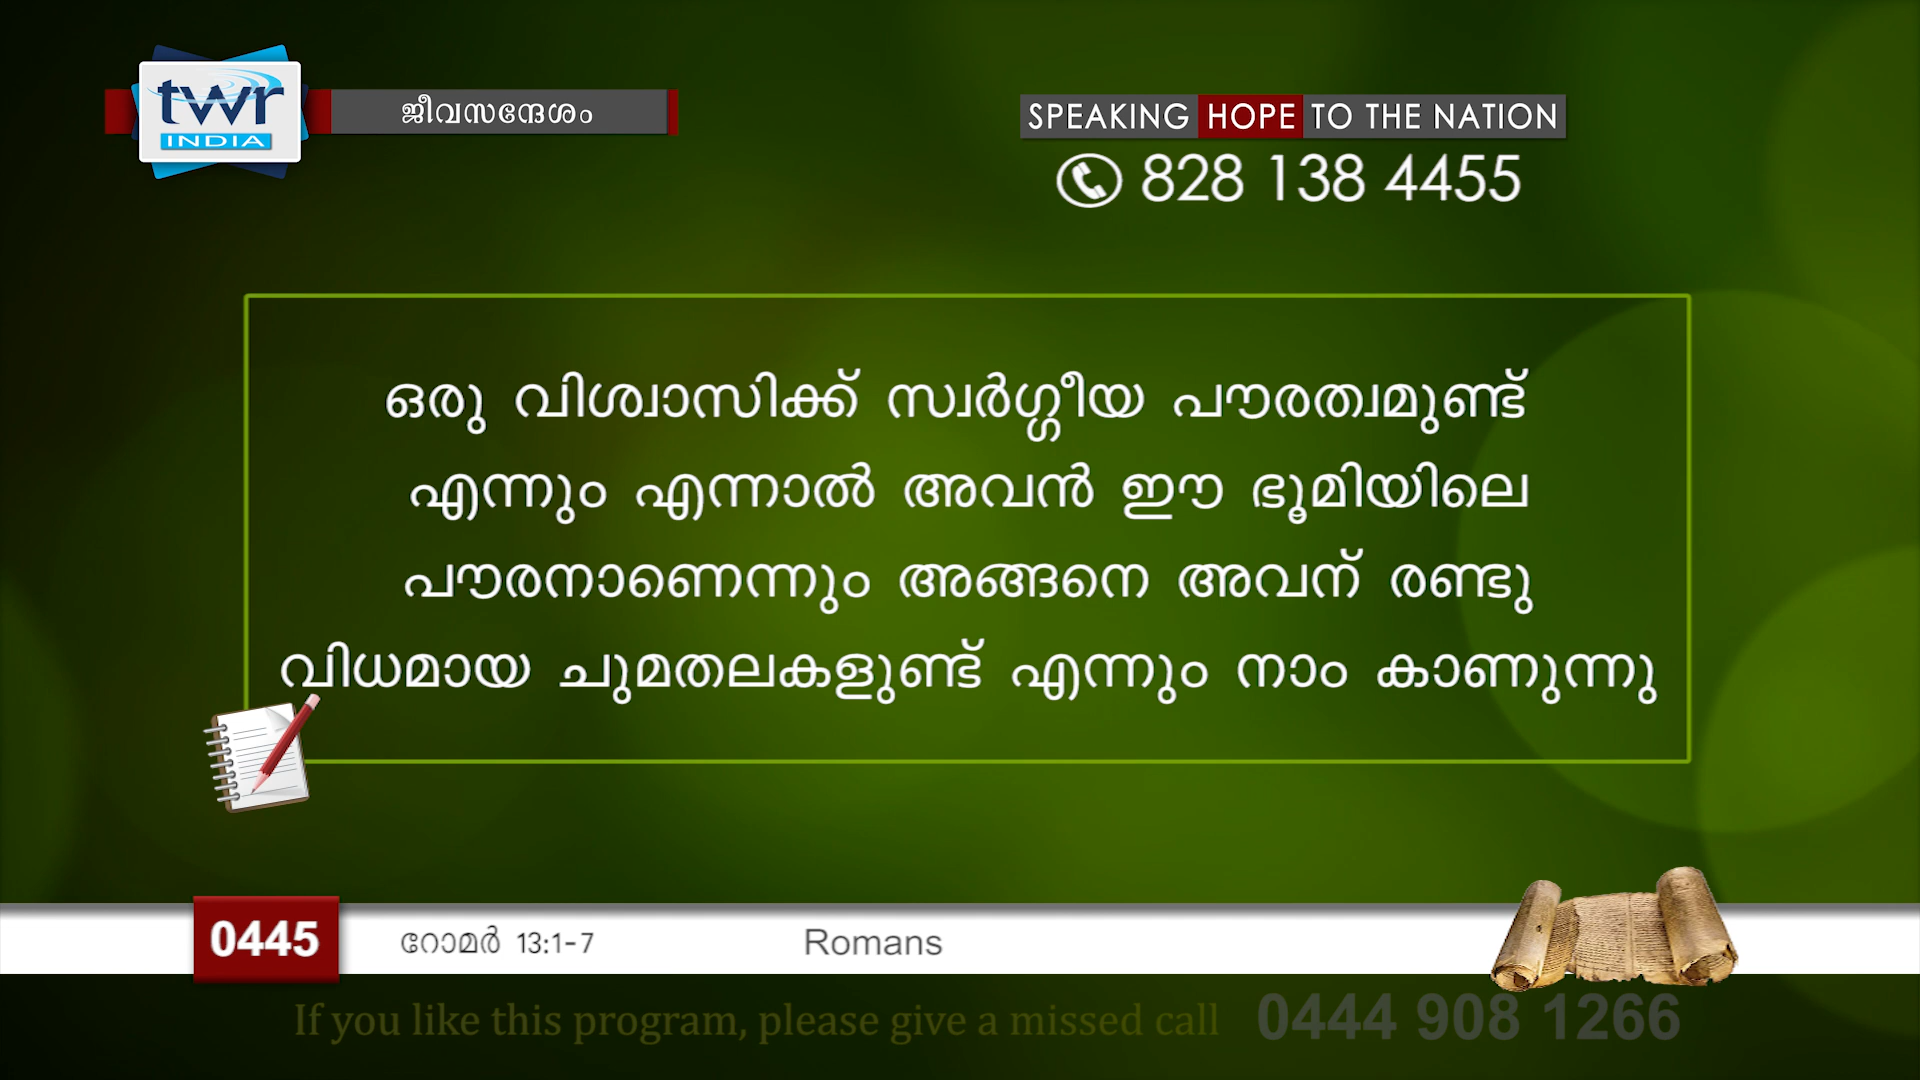 twr
INDIA
ജീവസന്ദേശം
SPEAKING HOPE TO THE NATION
828 138 4455
ഒരു വിശ്വാസിക്ക് സ്വർഗ്ഗീയ പൗരത്വമുണ്ട്
എന്നും എന്നാൽ അവൻ ഈ ഭൂമിയിലെ
പൗരനാണെന്നും അങ്ങനെ അവന് രണ്ടു
വിധമായ ചുമതലകളുണ്ട് എന്നും നാം കാണുന്നു
0445 റോമർ 13:1-7 Romans
If you like this program, please give a missed call 0444 908 1266